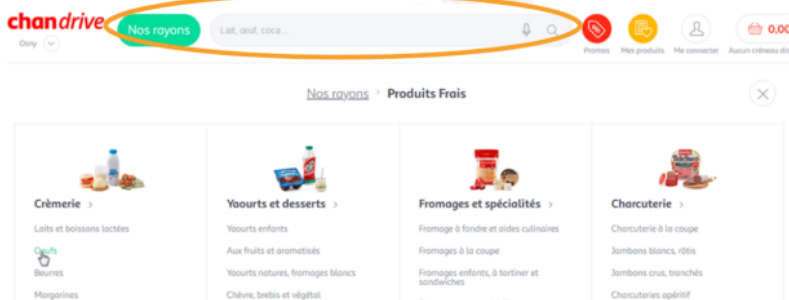 chandrive
Osny
Nos rayons
Lait, œuf, coca...
Promos
Mes produits
Me connecter
0,00
Aucun créneau dis
Nos rayons > Produits Frais
Crèmerie >
Laits et boissons lactées
Oeufs
Beurres
Margarines
Yaourts et desserts >
Yaourts enfants
Aux fruits et aromatisés
Yaourts natures, fromages blancs
Chèvre, brebis et végétal
Fromages et spécialités >
Fromage à fondre et aides culinaires
Fromages à la coupe
Fromages enfants, à tartiner et
sandwiches
Charcuterie >
Charcuterie à la coupe
Jambons blancs, rôtis
Jambons crus, tranchés
Charcuteries apéritif